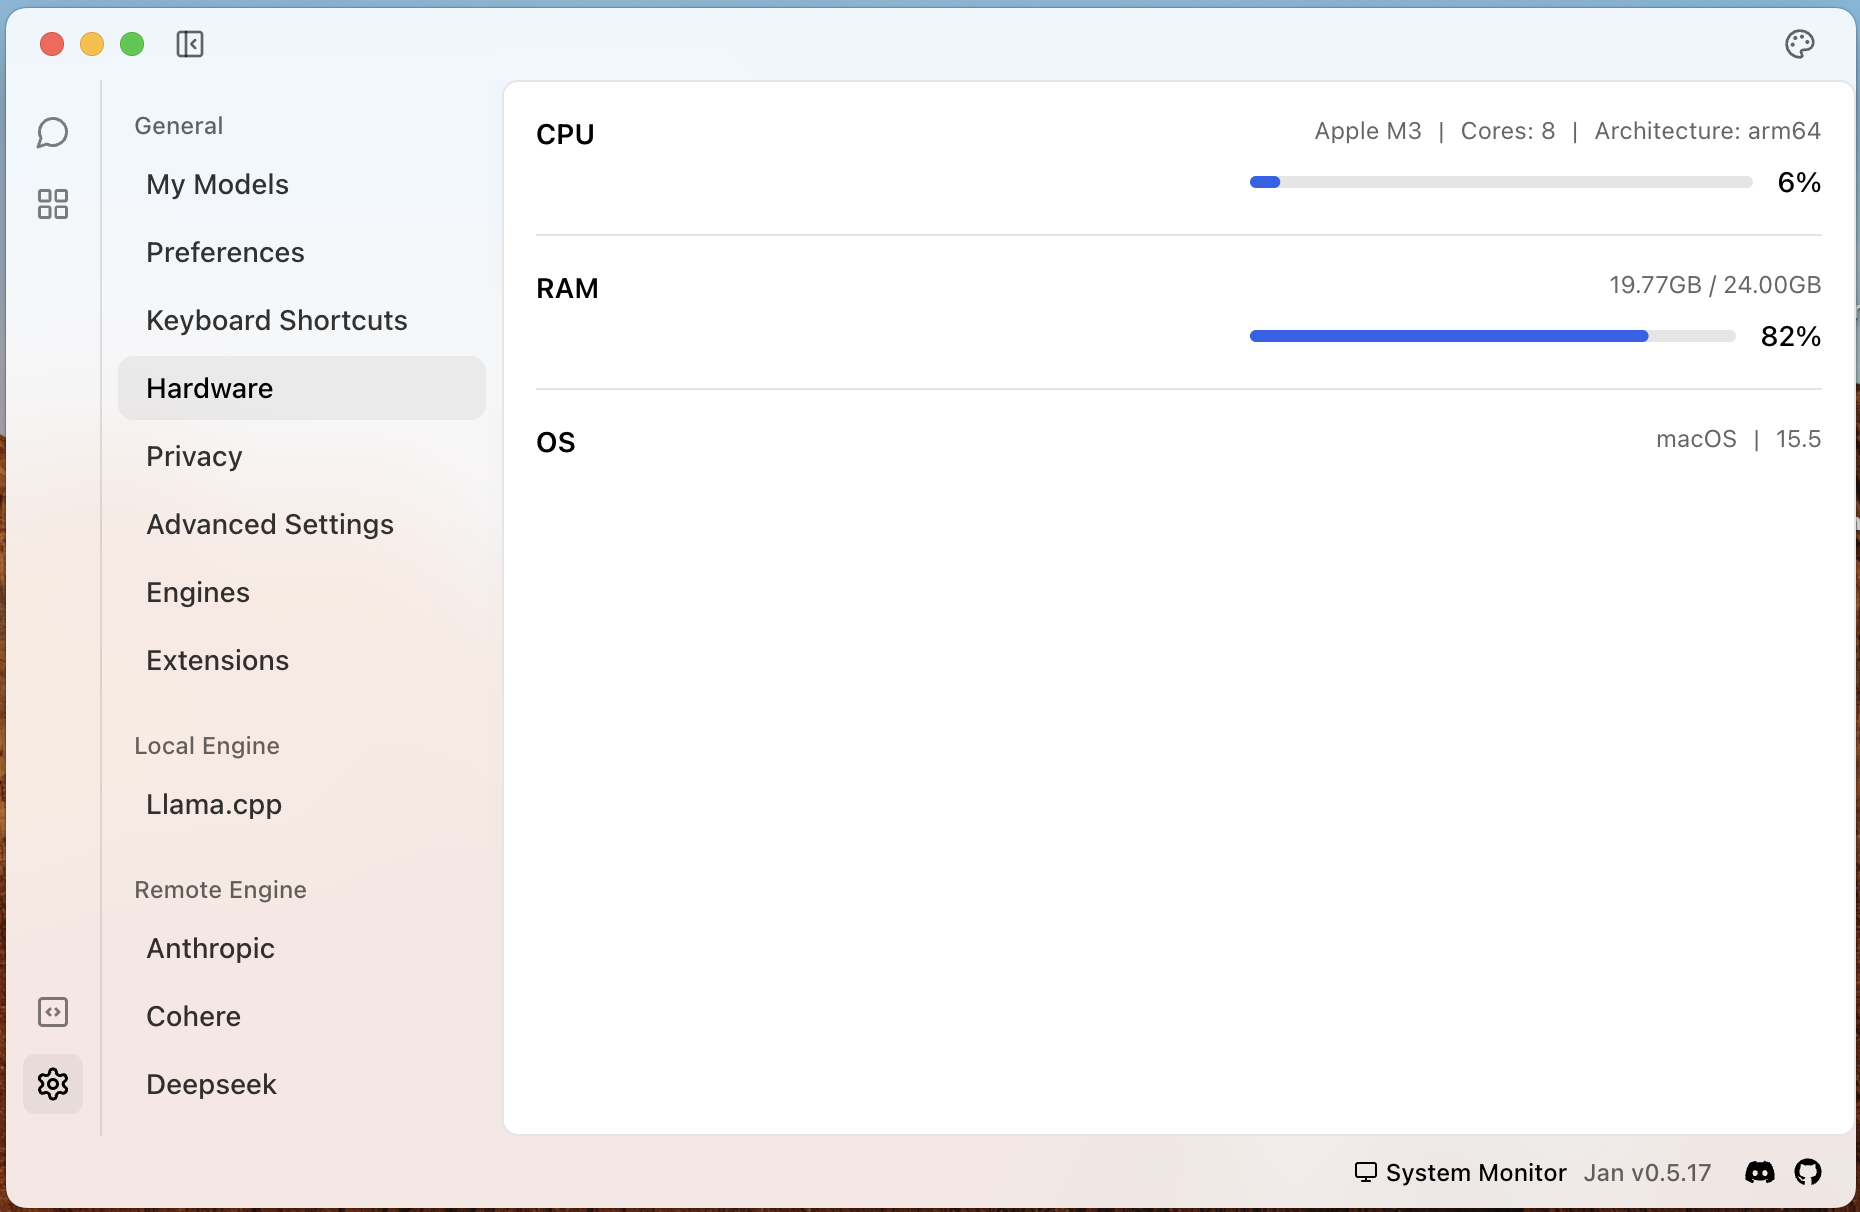 General
My Models
Preferences
Keyboard Shortcuts
Hardware
Privacy
Advanced Settings
Engines
Extensions
Local Engine
Llama.cpp
Remote Engine
Anthropic
Cohere
Deepseek
CPU
Apple M3 | Cores: 8 | Architecture: arm64
6%
RAM
19.77GB / 24.00GB
82%
OS
macOS | 15.5
System Monitor Jan v0.5.17